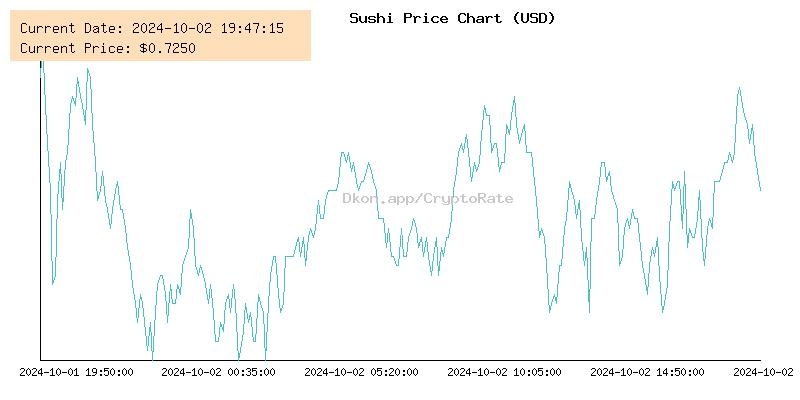 Sushi Price Chart (USD)
Current Date: 2024-10-02 19:47:15
Current Price: $0.7250
Dkon.app/CryptoRate
2024-10-01 19:50:00 2024-10-02 00:35:00 2024-10-02 05:20:00 2024-10-02 10:05:00 2024-10-02 14:50:00 2024-10-02